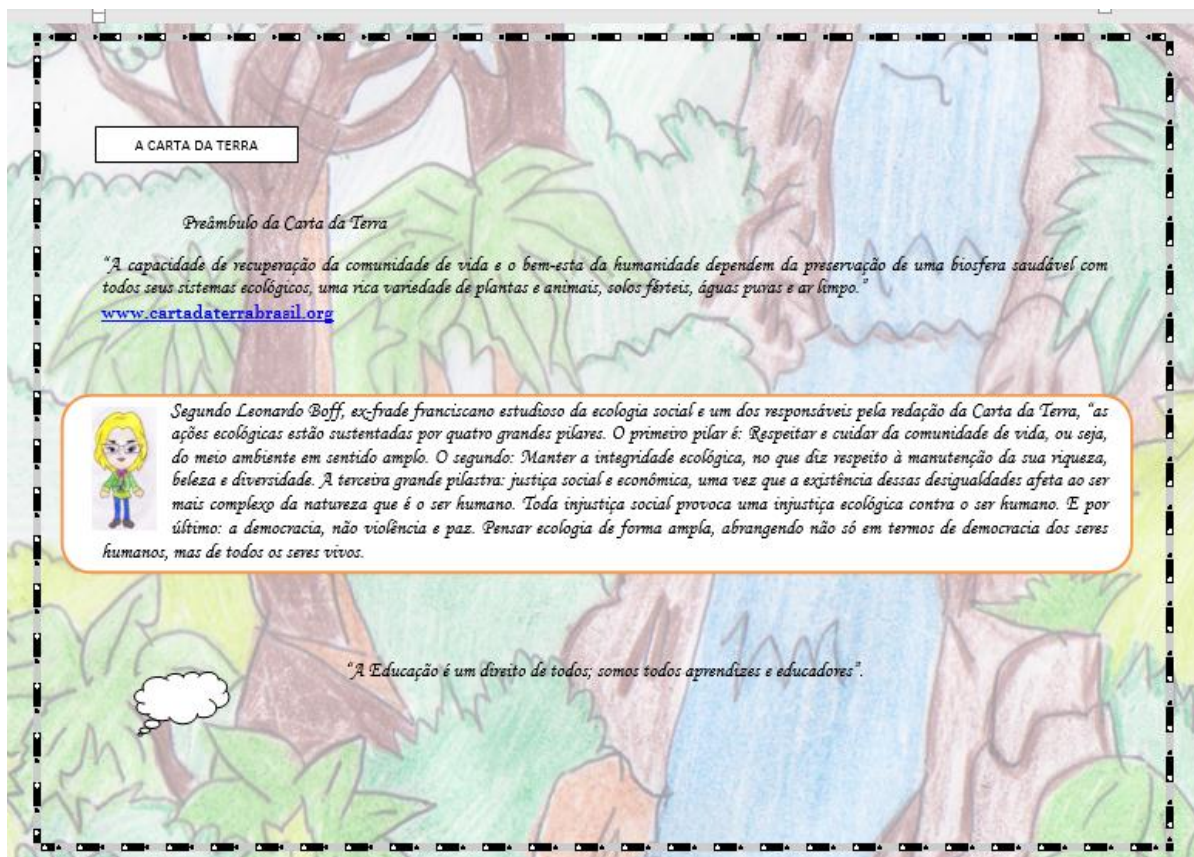 A CARTA DA TERRA
Preâmbulo da Carta da Terra
“A capacidade de recuperação da comunidade de vida e o bem-esta da humanidade dependem da preservação de uma biosfera saudável com
todos seus sistemas ecológicos, uma rica variedade de plantas e animais, solos férteis, águas puras e ar limpo.”
www.cartadaterrabrasil.org
Segundo Leonardo Boff, ex-frade franciscano estudioso da ecologia social e um dos responsáveis pela redação da Carta da Terra, “as
ações ecológicas estão sustentadas por quatro grandes pilares. O primeiro pilar é: Respeitar e cuidar da comunidade de vida, ou seja,
do meio ambiente em sentido amplo. O segundo: Manter a integridade ecológica, no que diz respeito à manutenção da sua riqueza,
beleza e diversidade. A terceira grande pilastra: justiça social e econômica, uma vez que a existência dessas desigualdades afeta ao ser
mais complexo da natureza que é o ser humano. Toda injustiça social provoca uma injustiça ecológica contra o ser humano. E por
último: a democracia, não violência e paz. Pensar ecologia de forma ampla, abrangendo não só em termos de democracia dos seres
humanos, mas de todos os seres vivos.
“A Educação é um direito de todos; somos todos aprendizes e educadores”.